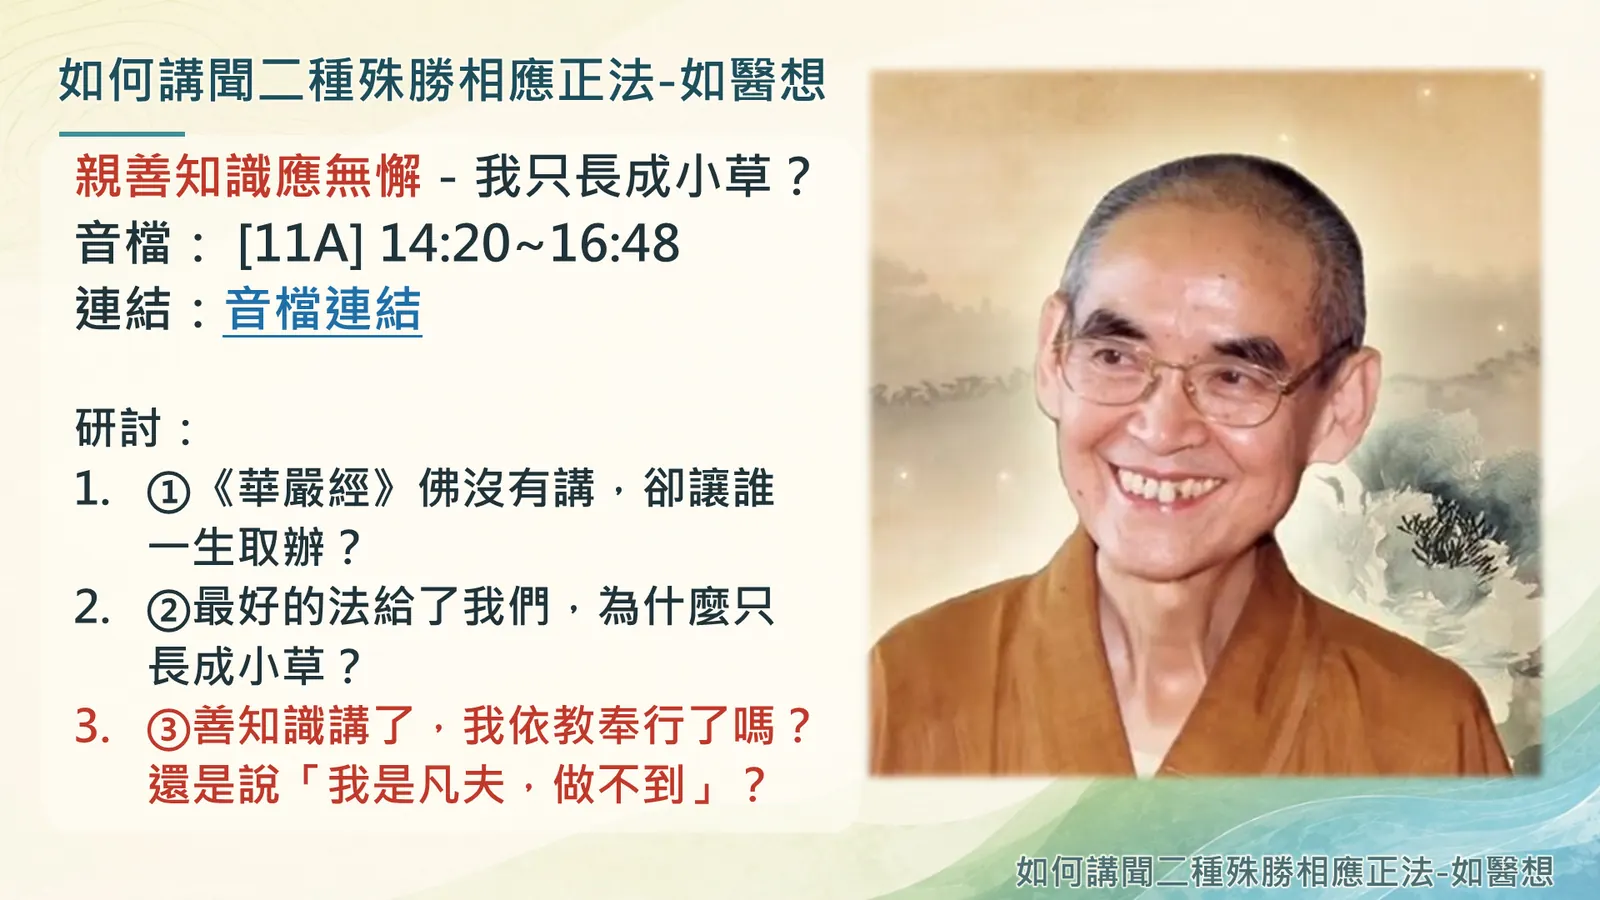 如何講聞二種殊勝相應正法-如醫想
親善知識應無懈 - 我只長成小草？
音檔： [11A] 14:20~16:48
連結：音檔連結
研討：
1. ①《華嚴經》佛沒有講，卻讓誰
一生取辦？
2. ②最好的法給了我們，為什麼只
長成小草？
3. ③善知識講了，我依教奉行了嗎？
還是說「我是凡夫，做不到」？
如何講聞二種殊勝相應正法-如醫想